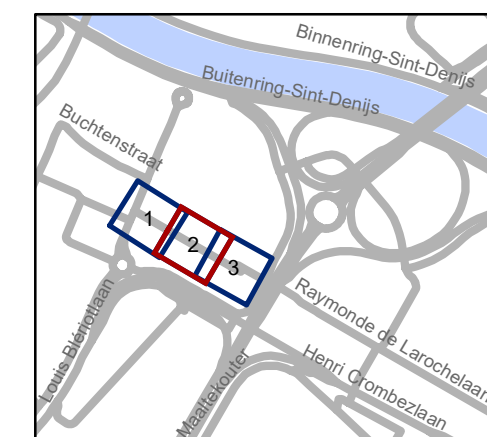 Binnenring-Sint-Denijs
Buitenring-Sint-Denijs
Buchtenstraat
1
2
3
Raymonde de Larochelaan
Louis Blériotlaan
Henri Crombezlaan
Maaltekouter